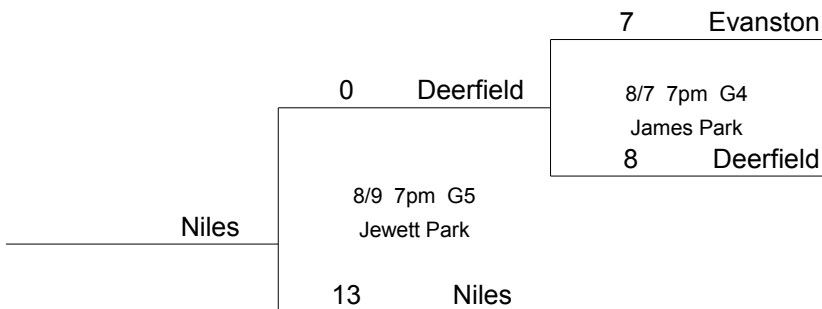 7 Evanston
0 Deerfield
8/7 7pm G4
James Park
8 Deerfield
8/9 7pm G5
Niles
Jewett Park
13 Niles